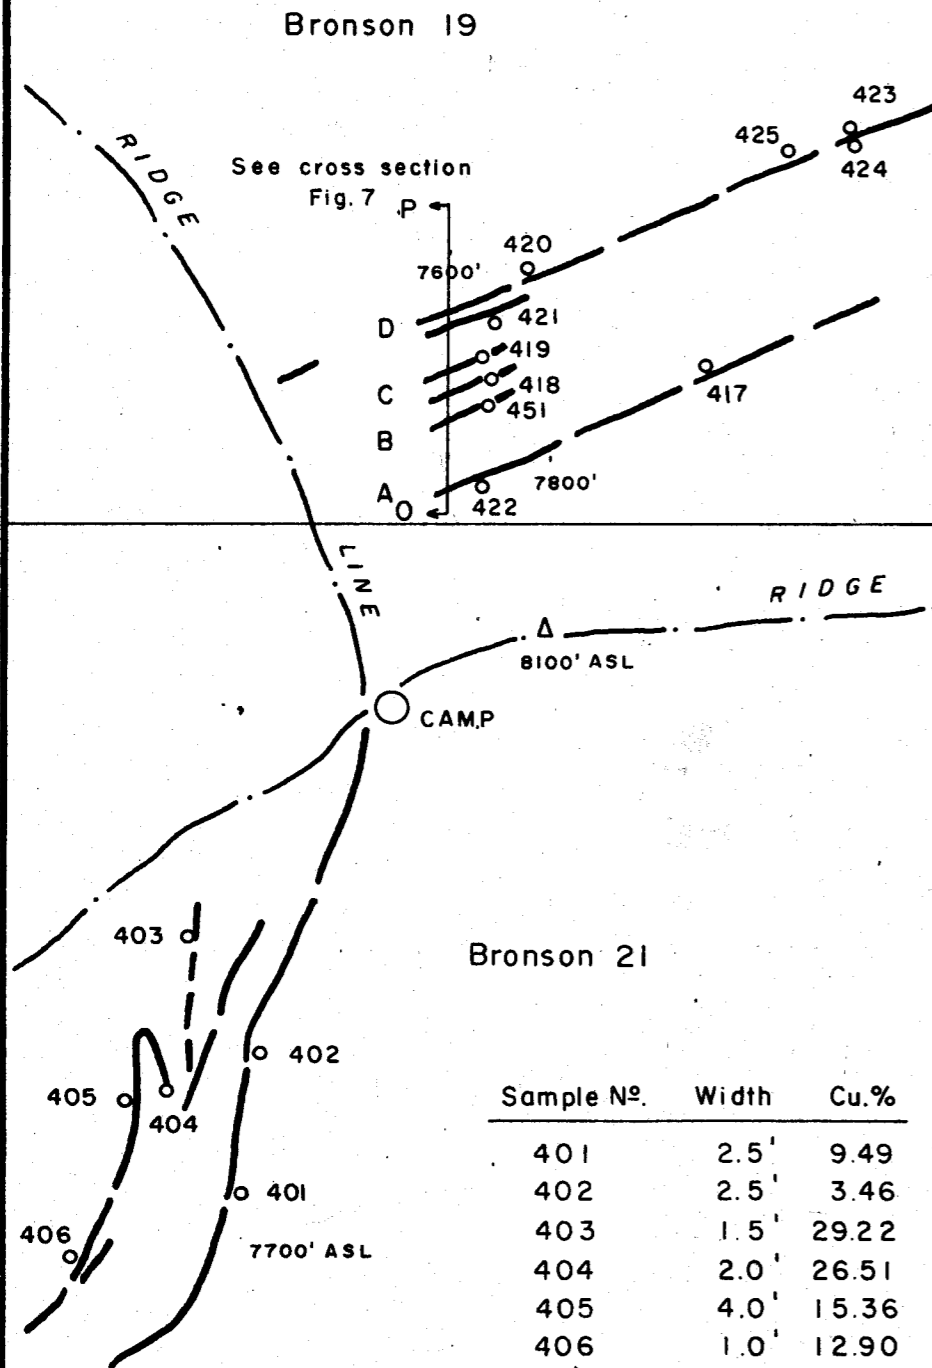 Bronson 19
RIDGE
See cross section
Fig. 7
P
423
425
424
420
7600'
D
421
419
C
418
451
B
417
A
O
422
7800'
LINE
RIDGE
Δ
8100' ASL
CAMP
403
Bronson 21
402
405
404
401
406
7700' ASL
Sample Nº. Width Cu.%
401 2.5' 9.49
402 2.5' 3.46
403 1.5' 29.22
404 2.0' 26.51
405 4.0' 15.36
406 1.0' 12.90